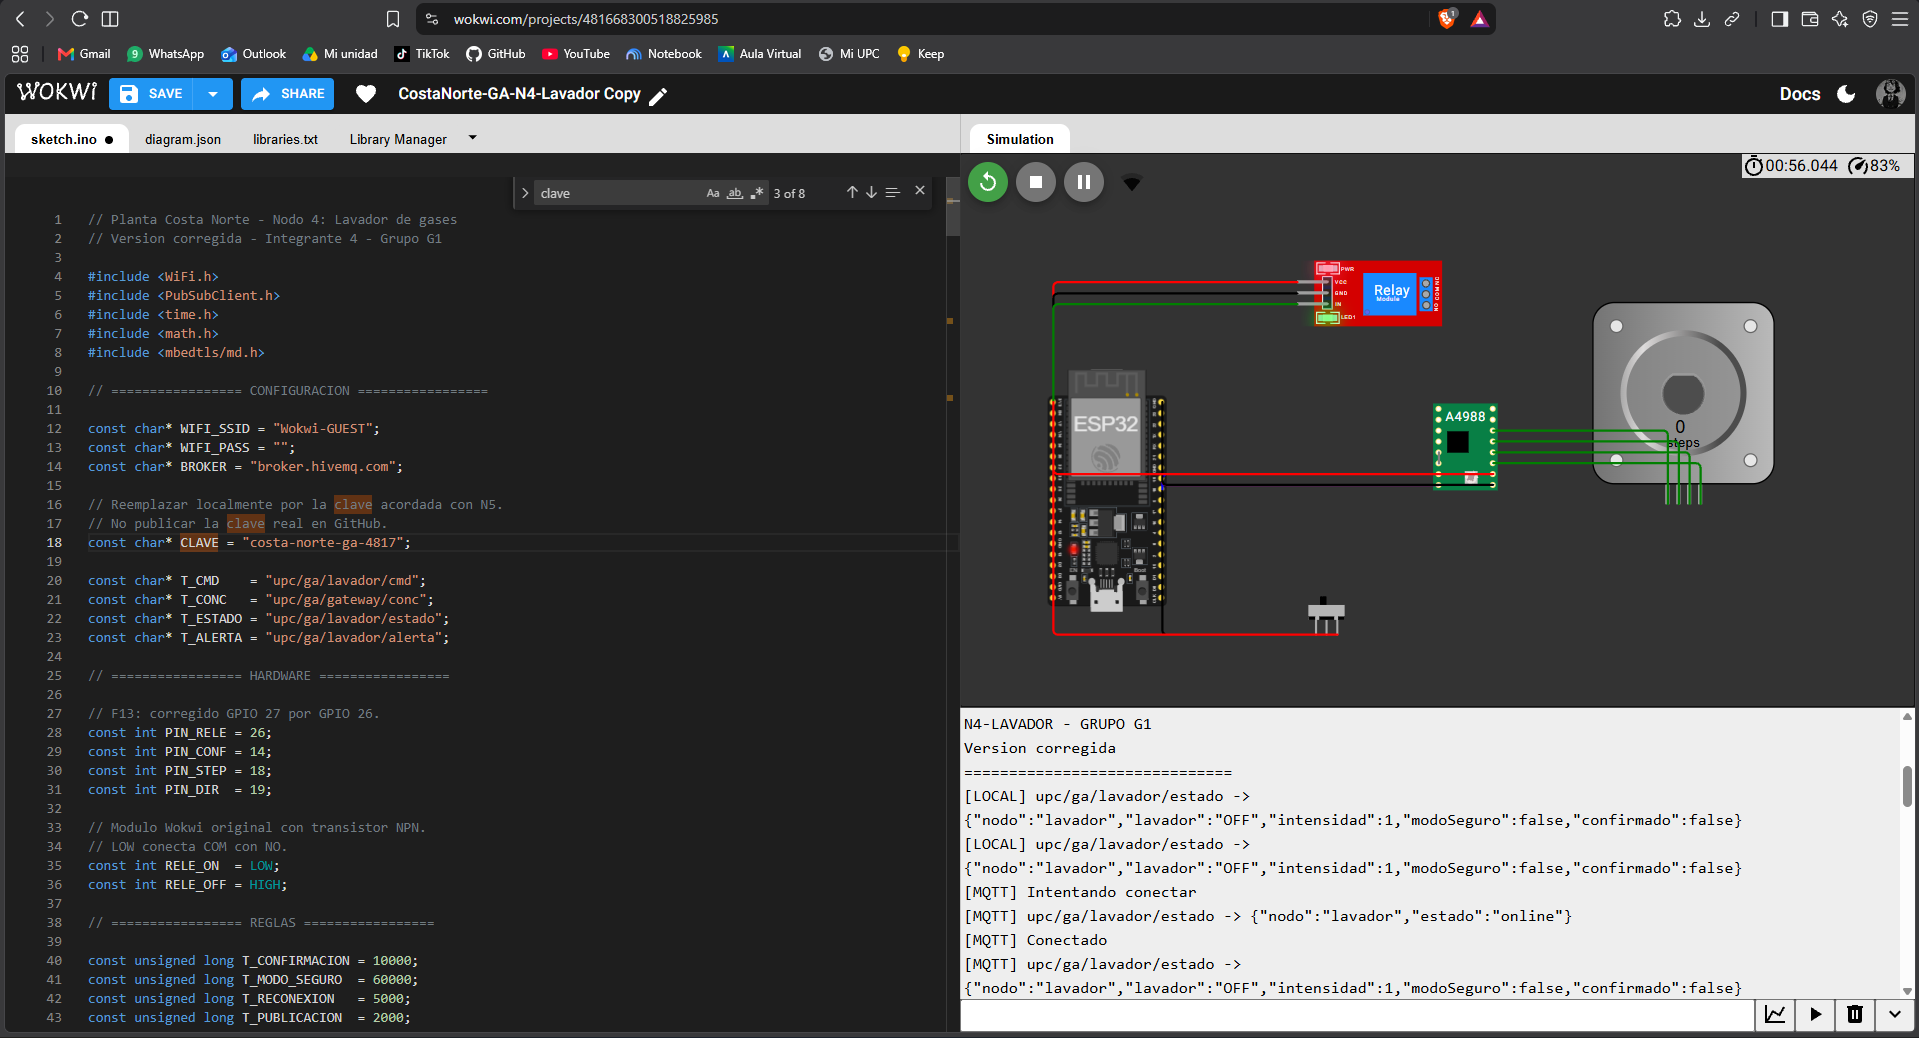 wokwi.com/projects/481668300518825985
1
Gmail
9
WhatsApp
Outlook
Mi unidad
TikTok
GitHub
YouTube
Notebook
Aula Virtual
Mi UPC
Keep
WOKWI
SAVE
SHARE
CostaNorte-GA-N4-Lavador Copy
Docs
sketch.ino
diagram.json
libraries.txt
Library Manager
Simulation
clave
Aa
ab
3 of 8
00:56.044
83%
1 // Planta Costa Norte - Nodo 4: Lavador de gases
2 // Version corregida - Integrante 4 - Grupo G1
3
4 #include <WiFi.h>
5 #include <PubSubClient.h>
6 #include <time.h>
7 #include <math.h>
8 #include <mbedtls/md.h>
9
10 // ================= CONFIGURACION =================
11
12 const char* WIFI_SSID = "Wokwi-GUEST";
13 const char* WIFI_PASS = "";
14 const char* BROKER = "broker.hivemq.com";
15
16 // Reemplazar localmente por la clave acordada con N5.
17 // No publicar la clave real en GitHub.
18 const char* CLAVE = "costa-norte-ga-4817";
19
20 const char* T_CMD    = "upc/ga/lavador/cmd";
21 const char* T_CONC   = "upc/ga/gateway/conc";
22 const char* T_ESTADO = "upc/ga/lavador/estado";
23 const char* T_ALERTA = "upc/ga/lavador/alerta";
24
25 // ================= HARDWARE =================
26
27 // F13: corregido GPIO 27 por GPIO 26.
28 const int PIN_RELE = 26;
29 const int PIN_CONF = 14;
30 const int PIN_STEP = 18;
31 const int PIN_DIR  = 19;
32
33 // Modulo Wokwi original con transistor NPN.
34 // LOW conecta COM con NO.
35 const int RELE_ON  = LOW;
36 const int RELE_OFF = HIGH;
37
38 // ================= REGLAS =================
39
40 const unsigned long T_CONFIRMACION = 10000;
41 const unsigned long T_MODO_SEGURO  = 60000;
42 const unsigned long T_RECONEXION   = 5000;
43 const unsigned long T_PUBLICACION  = 2000;
PWR
VCC
GND
IN
LED1
Relay
Module
NO COM NC
ESP32
EN
Boot
A4988
0
steps
N4-LAVADOR - GRUPO G1
Version corregida
==============================
[LOCAL] upc/ga/lavador/estado ->
{"nodo":"lavador","lavador":"OFF","intensidad":1,"modoSeguro":false,"confirmado":false}
[LOCAL] upc/ga/lavador/estado ->
{"nodo":"lavador","lavador":"OFF","intensidad":1,"modoSeguro":false,"confirmado":false}
[MQTT] Intentando conectar
[MQTT] upc/ga/lavador/estado -> {"nodo":"lavador","estado":"online"}
[MQTT] Conectado
[MQTT] upc/ga/lavador/estado ->
{"nodo":"lavador","lavador":"OFF","intensidad":1,"modoSeguro":false,"confirmado":false}